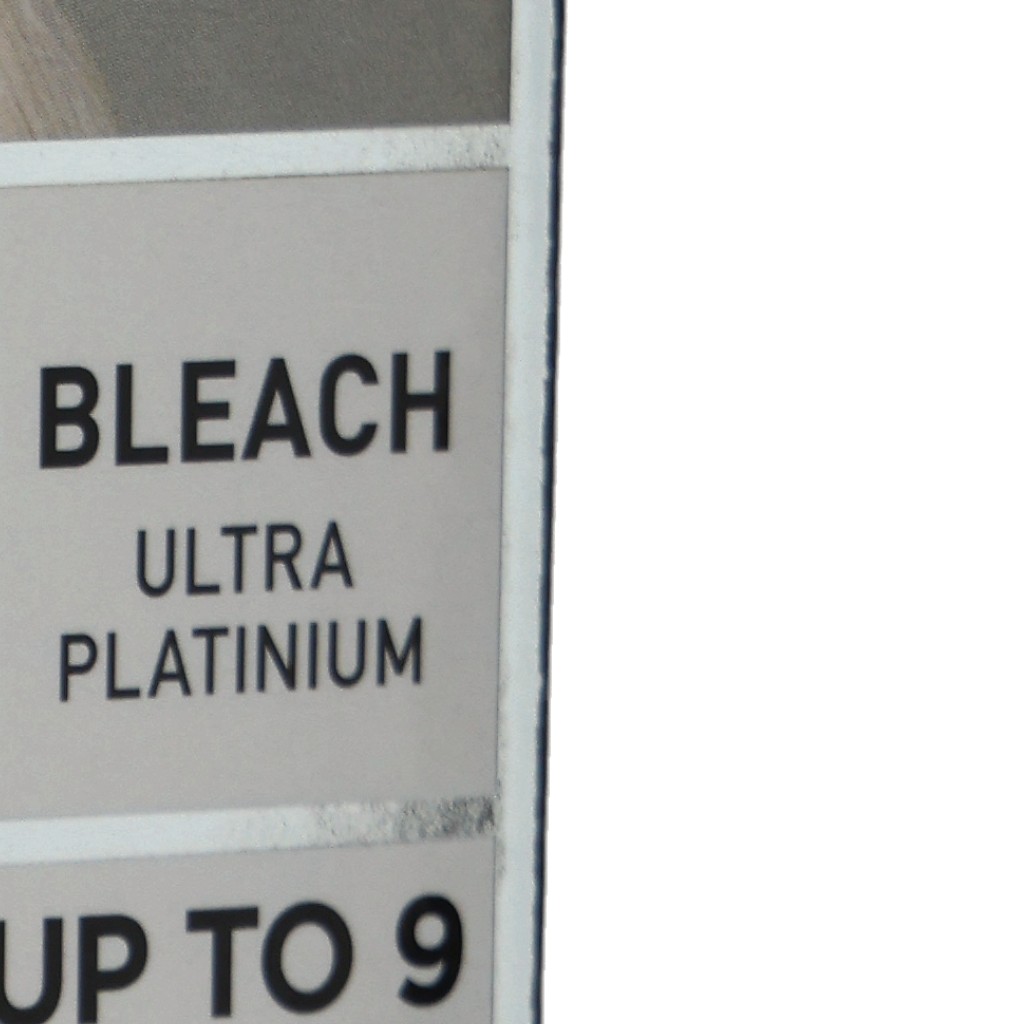 BLEACH
ULTRA
PLATINIUM
UP TO 9